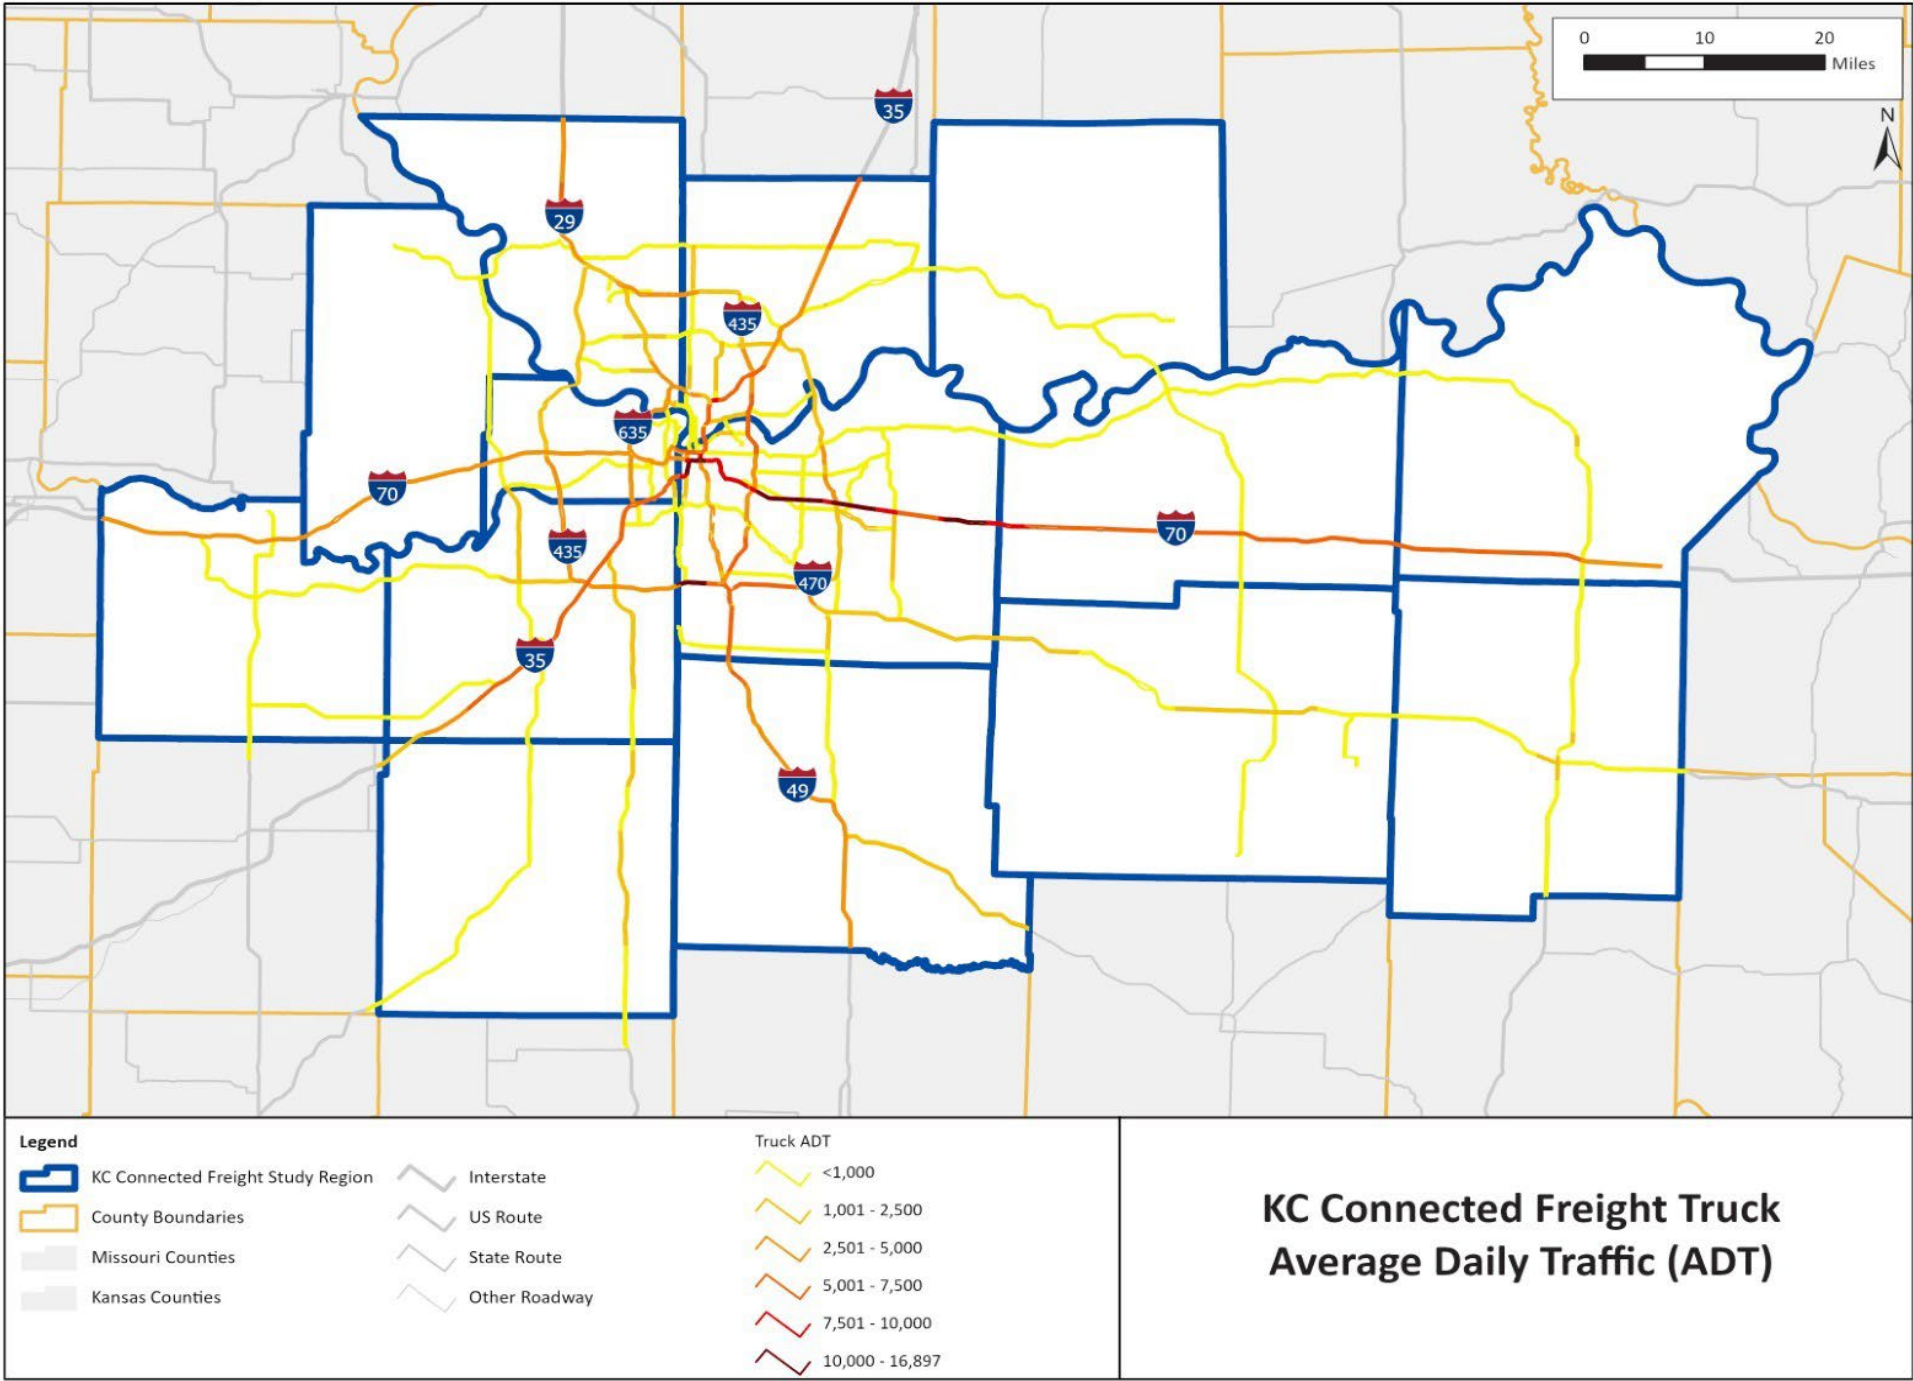 0 10 20
Miles
N
35
29
435
635
70
435
70
470
35
49
Legend
KC Connected Freight Study Region
County Boundaries
Missouri Counties
Kansas Counties
Interstate
US Route
State Route
Other Roadway
Truck ADT
<1,000
1,001 - 2,500
2,501 - 5,000
5,001 - 7,500
7,501 - 10,000
10,000 - 16,897
KC Connected Freight Truck
Average Daily Traffic (ADT)